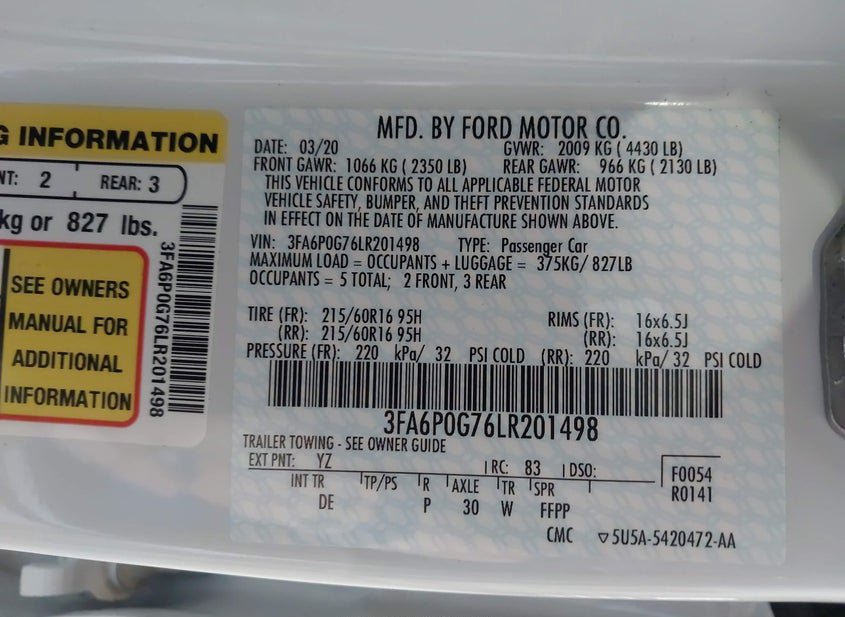 G INFORMATION
NT: 2 REAR: 3
kg or 827 lbs.
SEE OWNERS
MANUAL FOR
ADDITIONAL
INFORMATION
3FA6P0G76LR201498
MFD. BY FORD MOTOR CO.
DATE: 03/20 GVWR: 2009 KG ( 4430 LB)
FRONT GAWR: 1066 KG ( 2350 LB) REAR GAWR: 966 KG ( 2130 LB)
THIS VEHICLE CONFORMS TO ALL APPLICABLE FEDERAL MOTOR
VEHICLE SAFETY, BUMPER, AND THEFT PREVENTION STANDARDS
IN EFFECT ON THE DATE OF MANUFACTURE SHOWN ABOVE.
VIN: 3FA6P0G76LR201498 TYPE: Passenger Car
MAXIMUM LOAD = OCCUPANTS + LUGGAGE = 375KG/ 827LB
OCCUPANTS = 5 TOTAL; 2 FRONT, 3 REAR
TIRE (FR): 215/60R16 95H RIMS (FR): 16x6.5J
(RR): 215/60R16 95H (RR): 16x6.5J
PRESSURE (FR): 220 kPa/ 32 PSI COLD (RR): 220 kPa/ 32 PSI COLD
3FA6P0G76LR201498
TRAILER TOWING - SEE OWNER GUIDE
EXT PNT: YZ RC: 83 DSO: F0054
INT TR TP/PS R AXLE TR SPR R0141
DE P 30 W FFPP
CMC ▽5U5A-5420472-AA